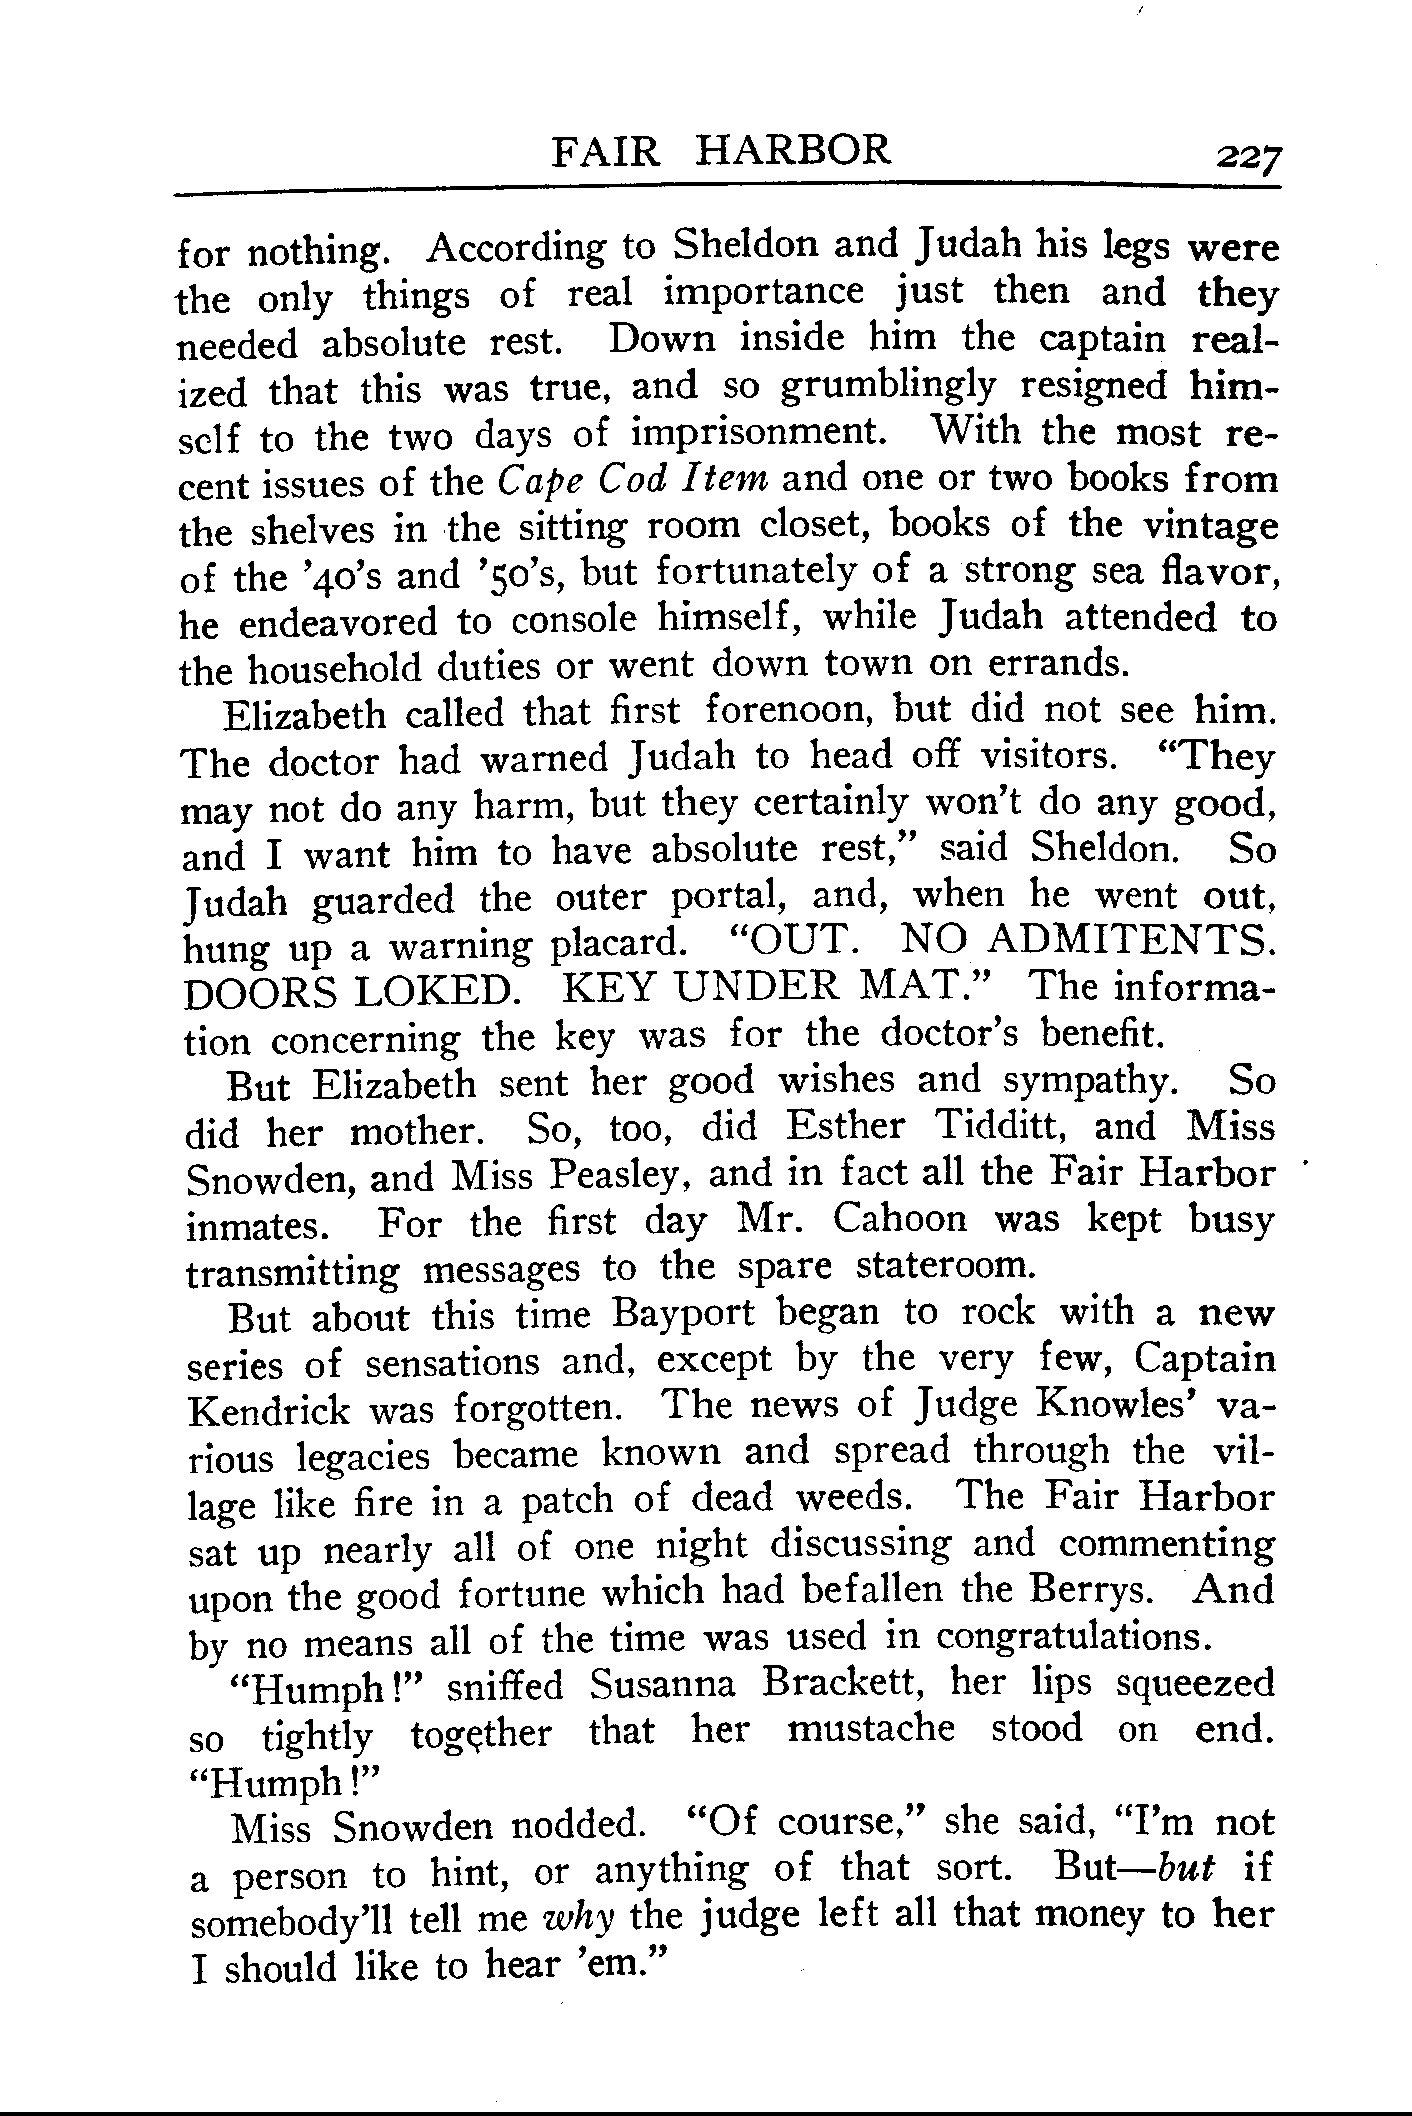 FAIR HARBOR 227
for nothing. According to Sheldon and Judah his legs were
the only things of real importance just then and they
needed absolute rest. Down inside him the captain real-
ized that this was true, and so grumblingly resigned him-
self to the two days of imprisonment. With the most re-
cent issues of the Cape Cod Item and one or two books from
the shelves in the sitting room closet, books of the vintage
of the ’40’s and ’50’s, but fortunately of a strong sea flavor,
he endeavored to console himself, while Judah attended to
the household duties or went down town on errands.
Elizabeth called that first forenoon, but did not see him.
The doctor had warned Judah to head off visitors. “They
may not do any harm, but they certainly won’t do any good,
and I want him to have absolute rest,” said Sheldon. So
Judah guarded the outer portal, and, when he went out,
hung up a warning placard. “OUT. NO ADMITENTS.
DOORS LOKED. KEY UNDER MAT.” The informa-
tion concerning the key was for the doctor’s benefit.
But Elizabeth sent her good wishes and sympathy. So
did her mother. So, too, did Esther Tidditt, and Miss
Snowden, and Miss Peasley, and in fact all the Fair Harbor
inmates. For the first day Mr. Cahoon was kept busy
transmitting messages to the spare stateroom.
But about this time Bayport began to rock with a new
series of sensations and, except by the very few, Captain
Kendrick was forgotten. The news of Judge Knowles’ va-
rious legacies became known and spread through the vil-
lage like fire in a patch of dead weeds. The Fair Harbor
sat up nearly all of one night discussing and commenting
upon the good fortune which had befallen the Berrys. And
by no means all of the time was used in congratulations.
“Humph!” sniffed Susanna Brackett, her lips squeezed
so tightly together that her mustache stood on end.
“Humph!”
Miss Snowden nodded. “Of course,” she said, “I’m not
a person to hint, or anything of that sort. But—but if
somebody’ll tell me why the judge left all that money to her
I should like to hear ’em.”